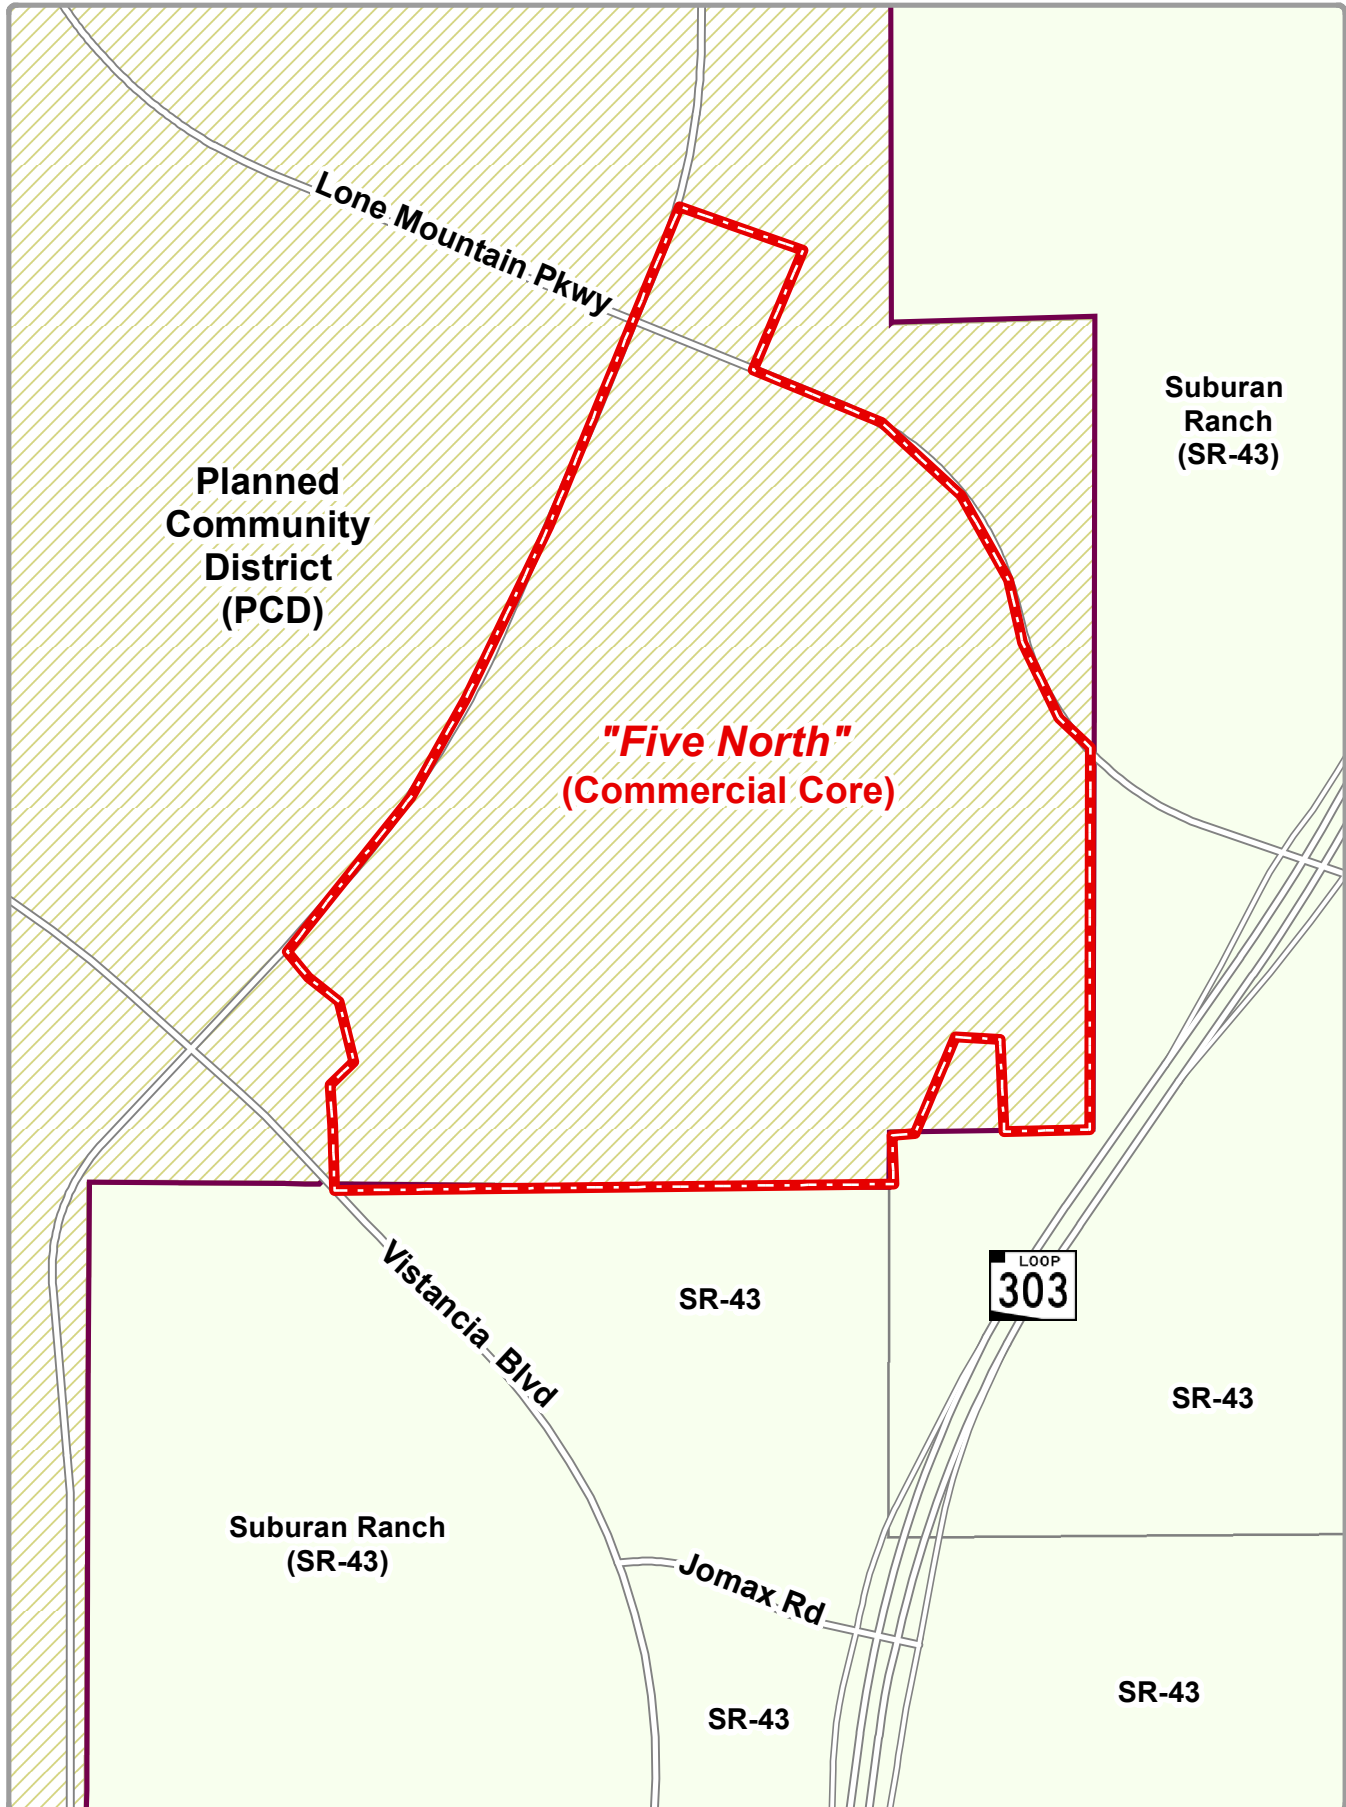 Lone Mountain Pkwy
Suburan
Ranch
(SR-43)
Planned
Community
District
(PCD)
"Five North"
(Commercial Core)
Vistancia Blvd
LOOP
303
SR-43
SR-43
Suburan Ranch
(SR-43)
Jomax Rd
SR-43
SR-43